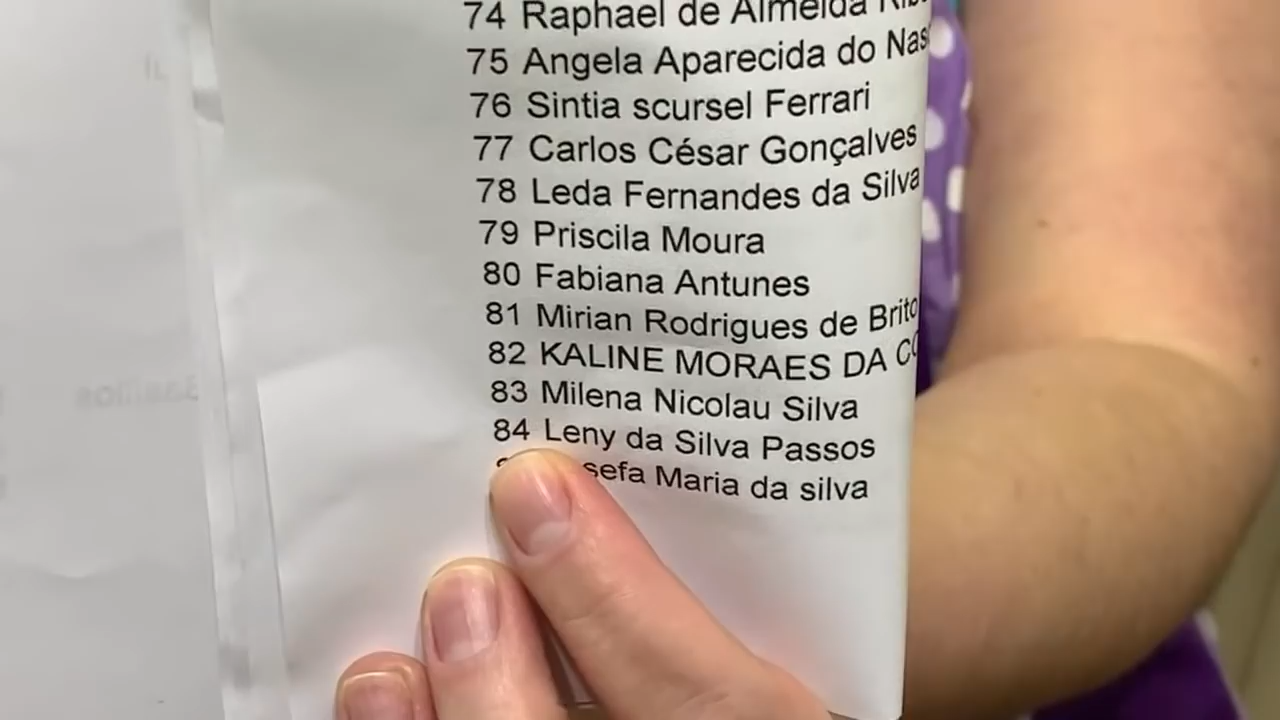 74 Raphael de Almeida
75 Angela Aparecida do
76 Sintia scursel Ferrari
77 Carlos César Gonçalves
78 Leda Fernandes da Silva
79 Priscila Moura
80 Fabiana Antunes
81 Mirian Rodrigues de Brito
82 KALINE MORAES DA
83 Milena Nicolau Silva
84 Leny da Silva Passos
Maria da silva